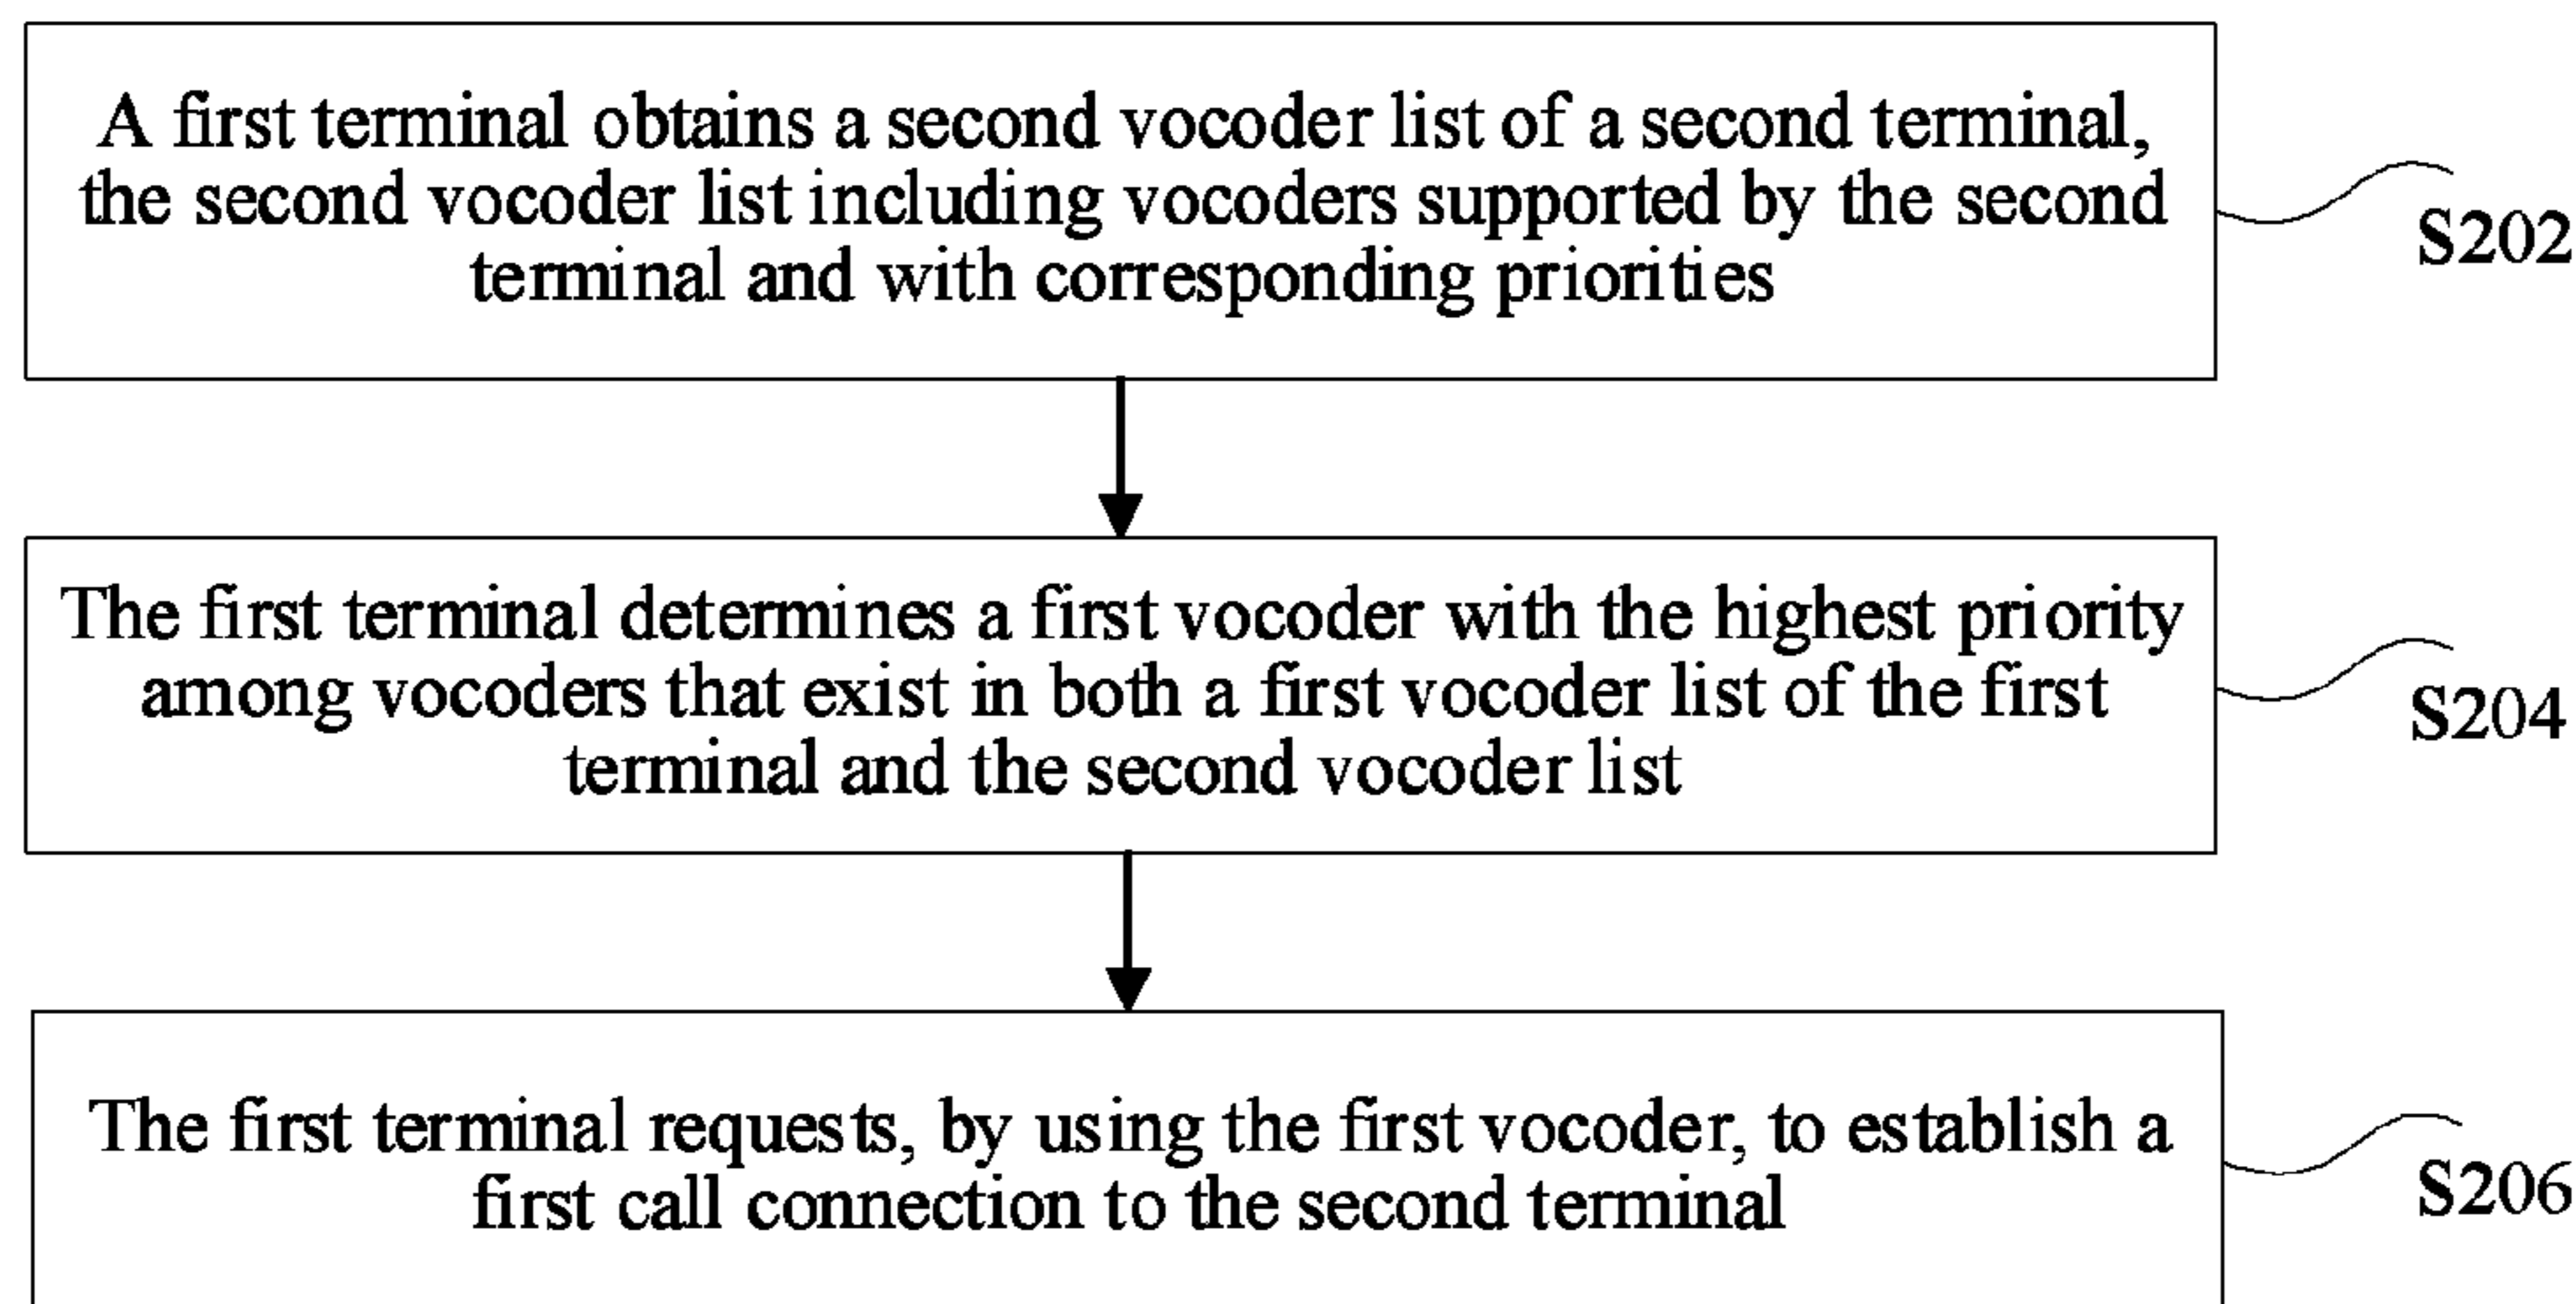 A first terminal obtains a second vocoder list of a second terminal,
the second vocoder list including vocoders supported by the second
terminal and with corresponding priorities
S202
The first terminal determines a first vocoder with the highest priority
among vocoders that exist in both a first vocoder list of the first
terminal and the second vocoder list
S204
The first terminal requests, by using the first vocoder, to establish a
first call connection to the second terminal
S206